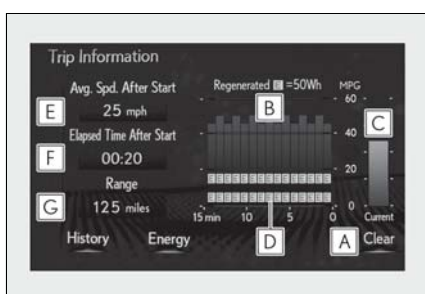 Trip Information
Avg. Spd. After Start
E
25 mph
Elapsed Time After Start
F
00:20
Range
G
125 miles
History
Energy
Regenerated E =50Wh
MPG
B
60
C
40
20
0
15 min
10
5
0
Current
D
A
Clear